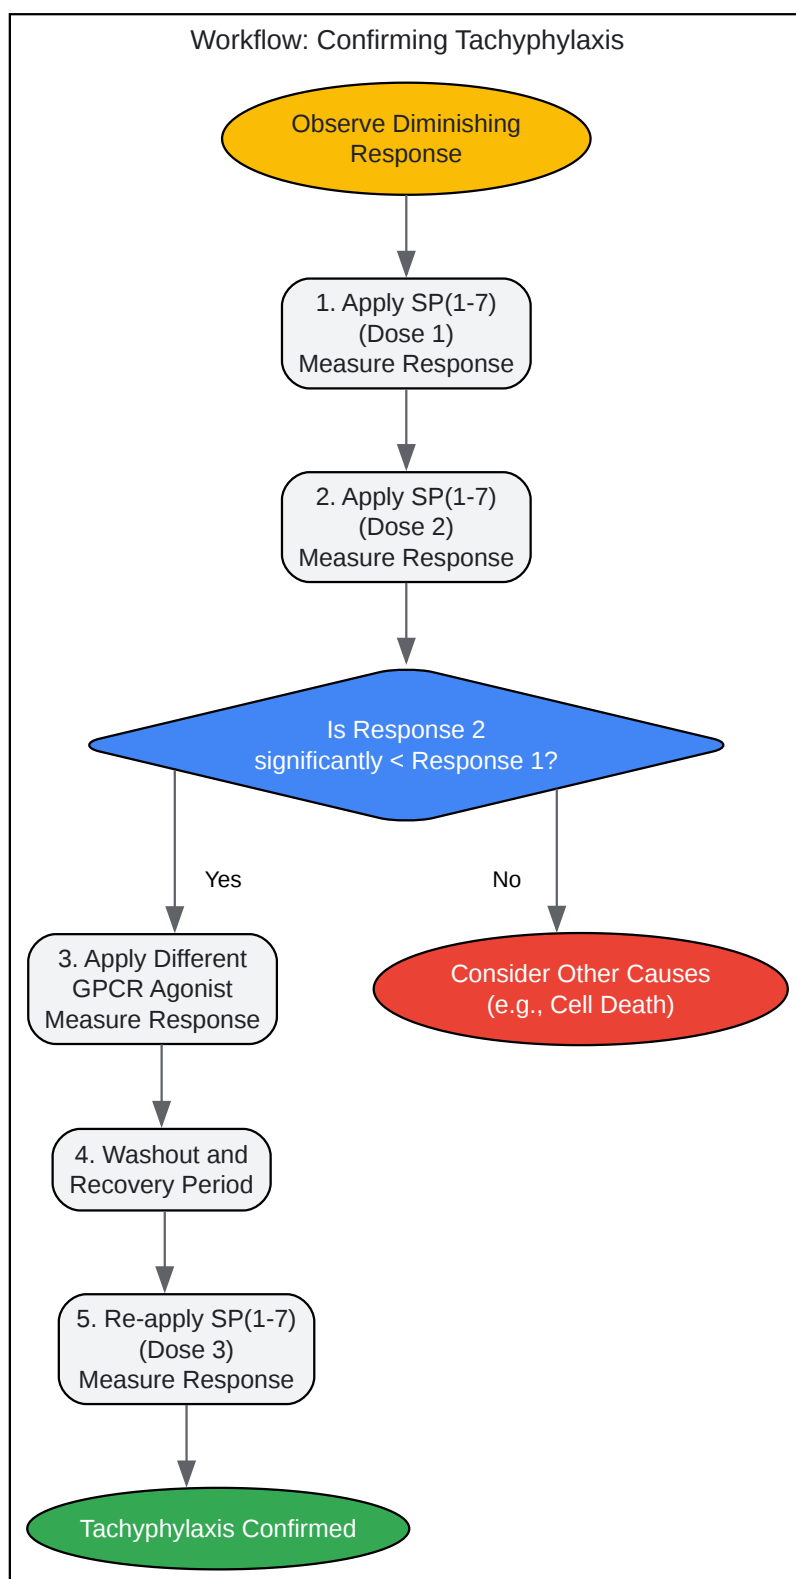 Workflow: Confirming Tachyphylaxis
Observe Diminishing
Response
1. Apply SP(1-7)
(Dose 1)
Measure Response
2. Apply SP(1-7)
(Dose 2)
Measure Response
Is Response 2
significantly < Response 1?
Yes
No
3. Apply Different
GPCR Agonist
Measure Response
Consider Other Causes
(e.g., Cell Death)
4. Washout and
Recovery Period
5. Re-apply SP(1-7)
(Dose 3)
Measure Response
Tachyphylaxis Confirmed